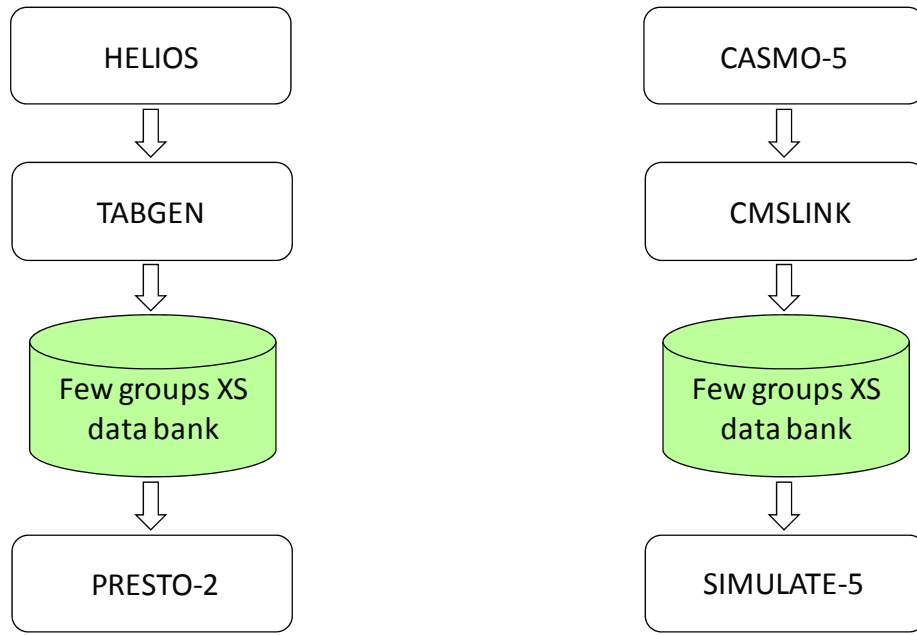 HELIOS
TABGEN
Few groups XS
data bank
PRESTO-2
CASMO-5
CMSLINK
Few groups XS
data bank
SIMULATE-5